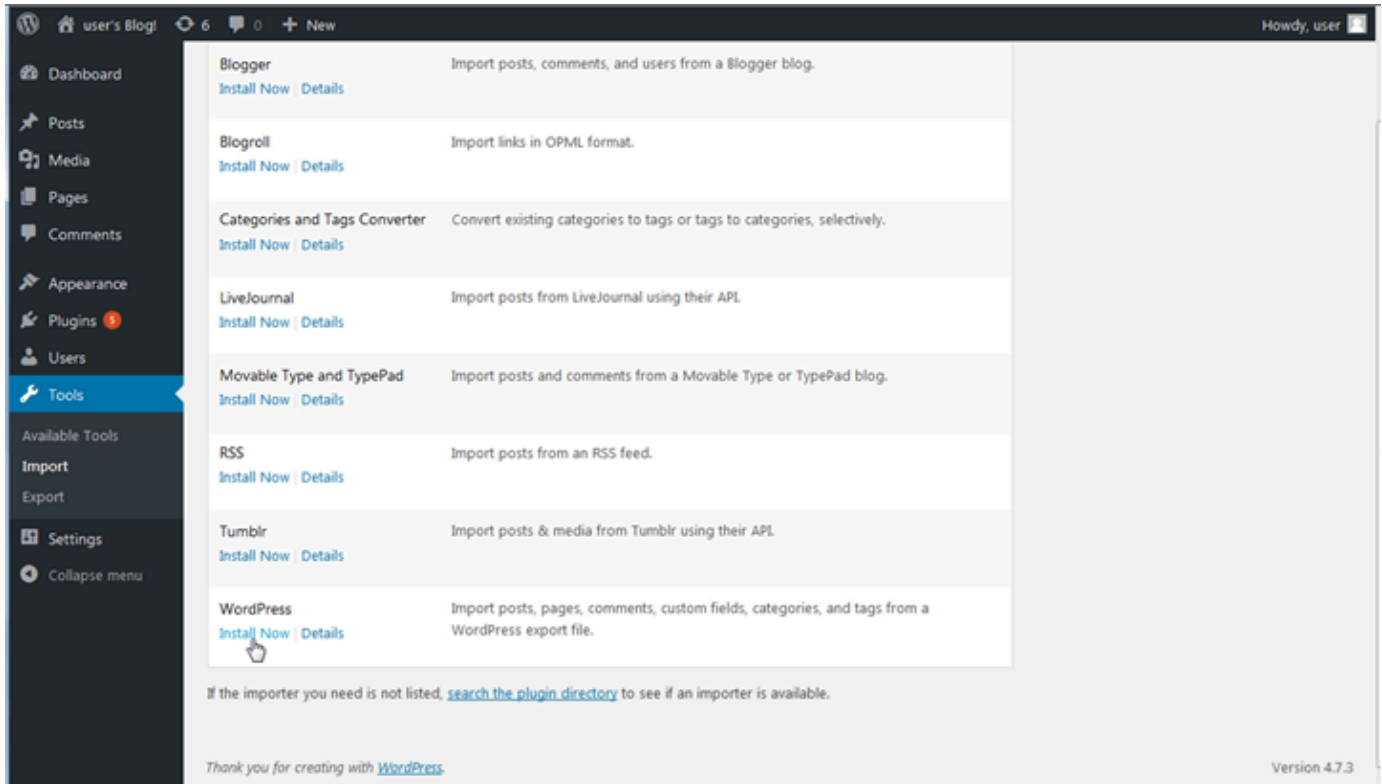 user's Blog! 6 0 + New Howdy, user
Dashboard
Posts
Media
Pages
Comments
Appearance
Plugins 5
Users
Tools
Available Tools
Import
Export
Settings
Collapse menu
Blogger
Install Now | Details
Import posts, comments, and users from a Blogger blog.
Blogroll
Install Now | Details
Import links in OPML format.
Categories and Tags Converter
Install Now | Details
Convert existing categories to tags or tags to categories, selectively.
LiveJournal
Install Now | Details
Import posts from LiveJournal using their API.
Movable Type and TypePad
Install Now | Details
Import posts and comments from a Movable Type or TypePad blog.
RSS
Install Now | Details
Import posts from an RSS feed.
Tumblr
Install Now | Details
Import posts & media from Tumblr using their API.
WordPress
Install Now | Details
Import posts, pages, comments, custom fields, categories, and tags from a
WordPress export file.
If the importer you need is not listed, search the plugin directory to see if an importer is available.
Thank you for creating with WordPress.
Version 4.7.3